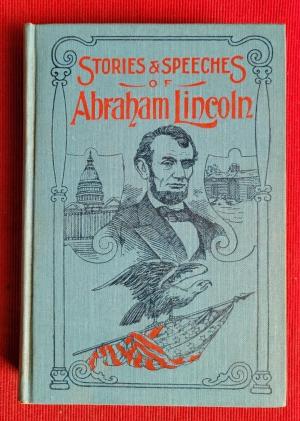 STORIES & SPEECHES
OF
Abraham Lincoln